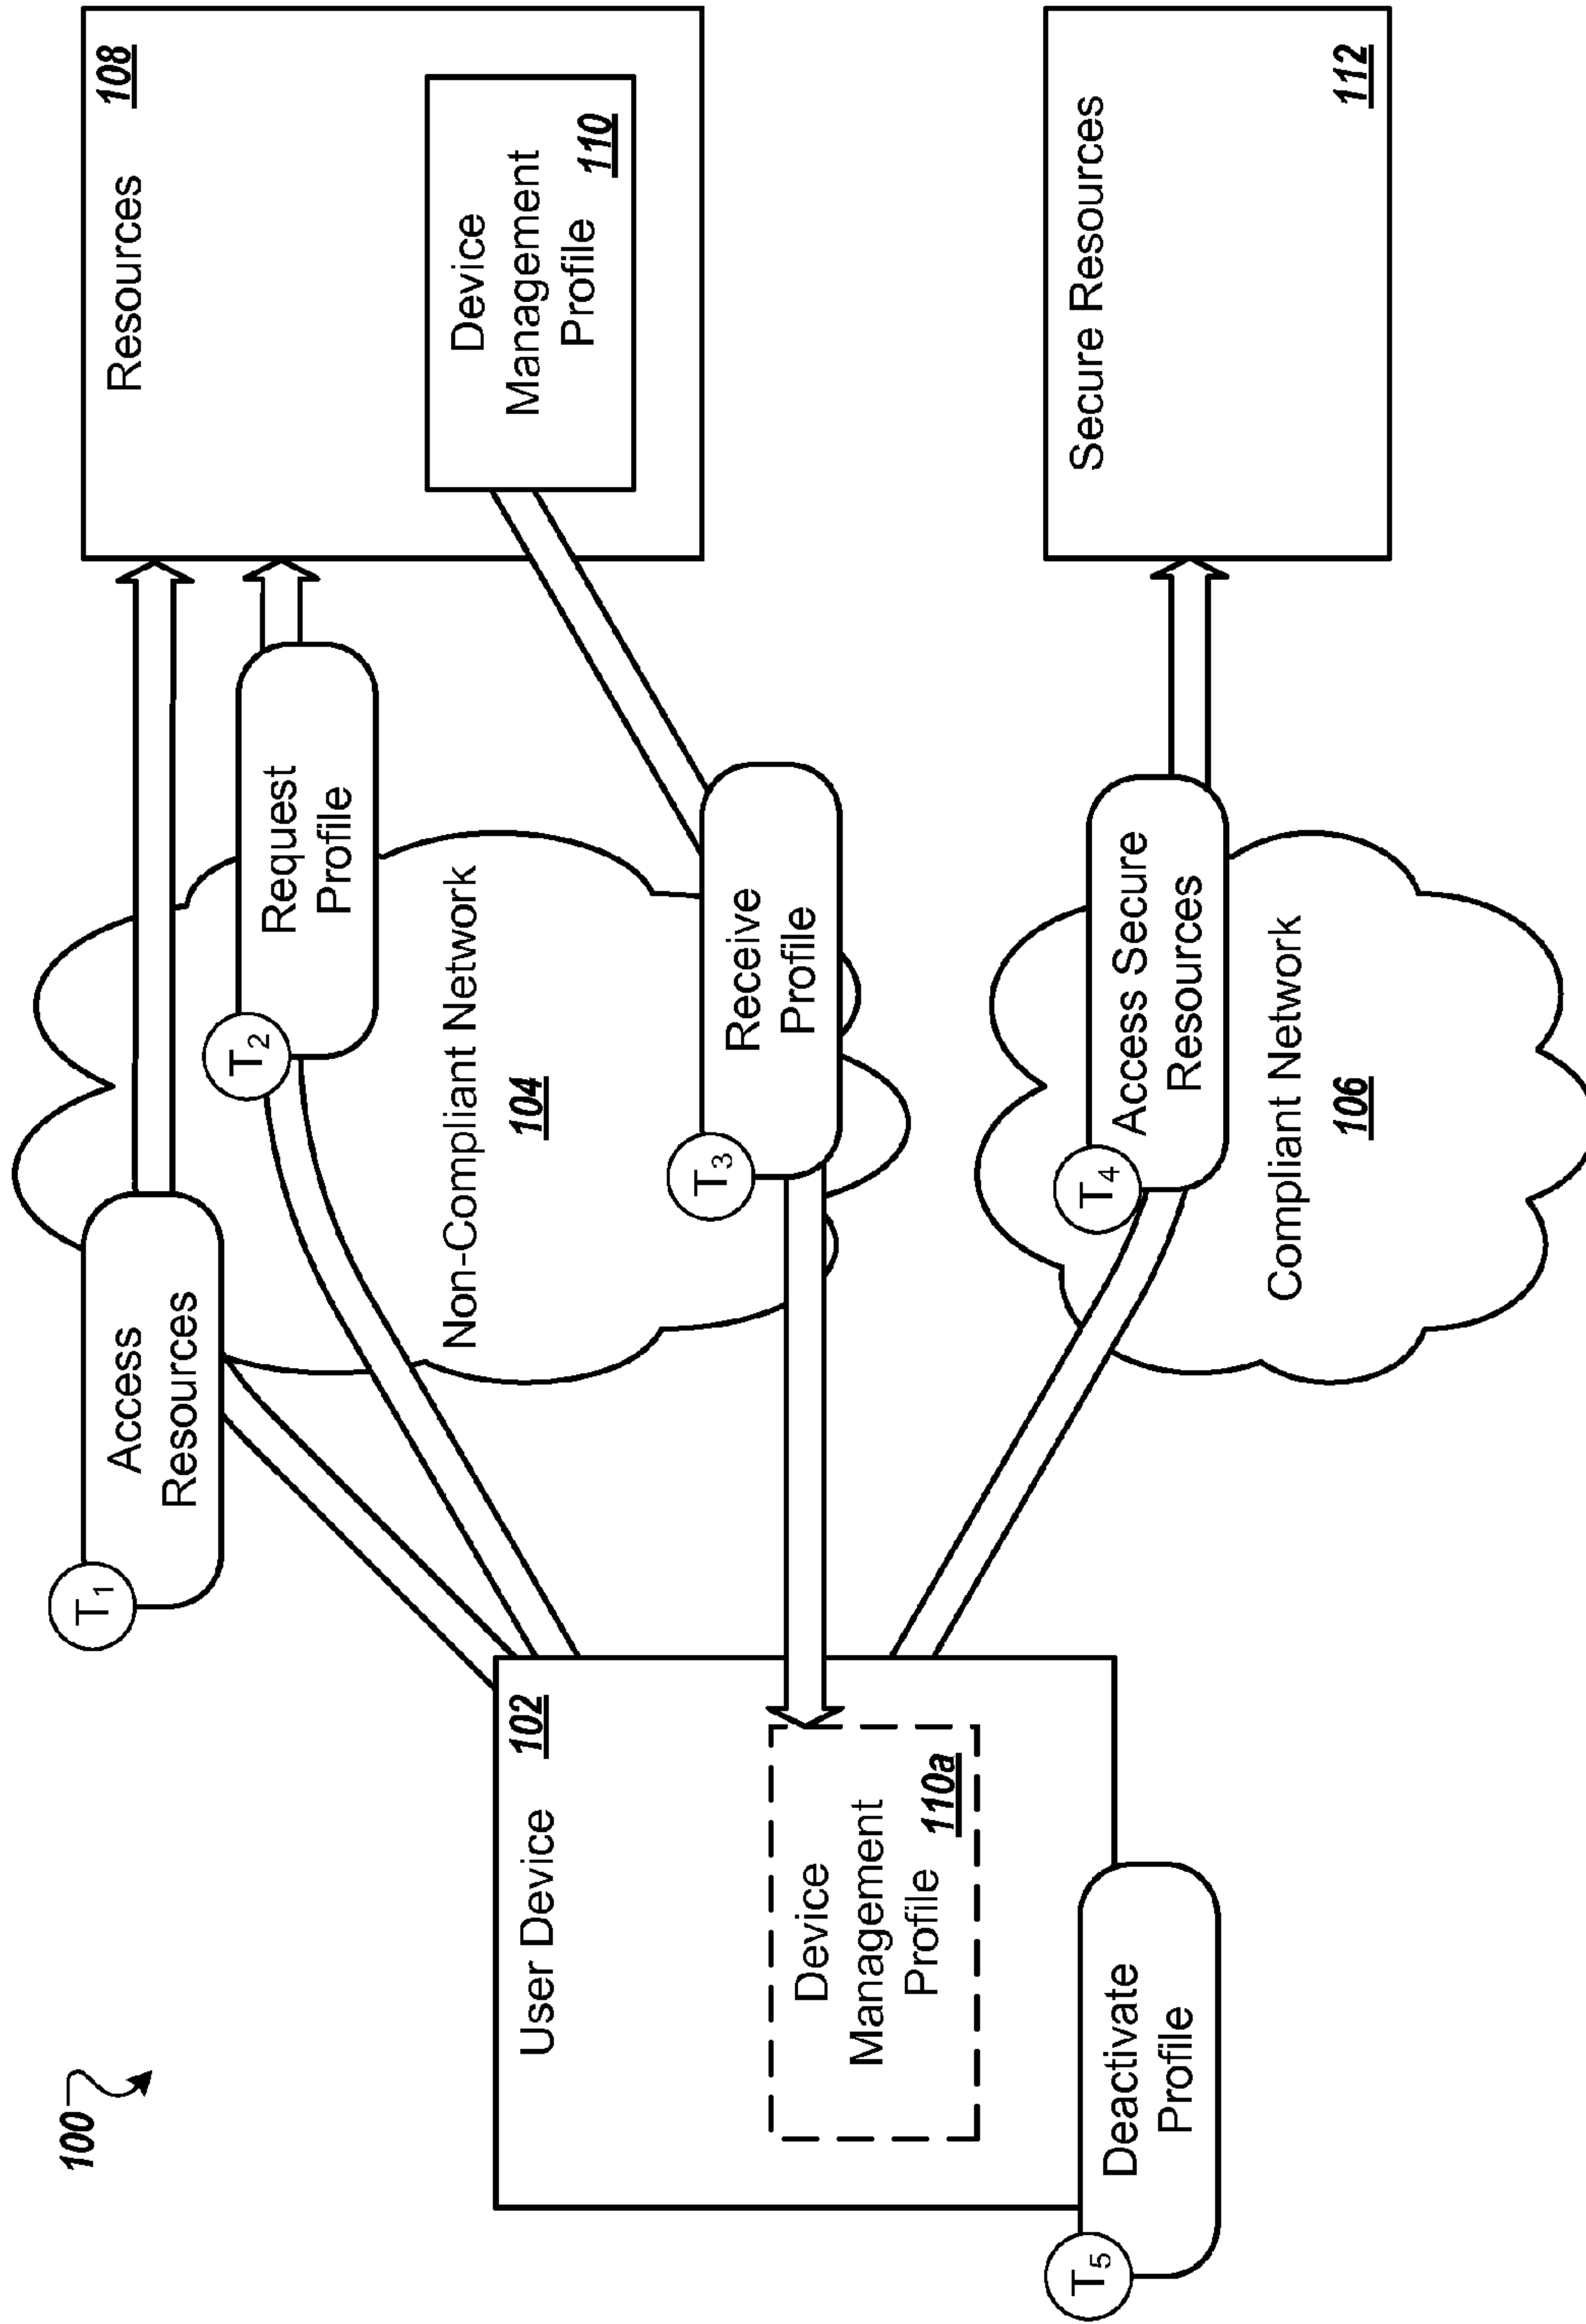 100
T1
Access
Resources
T2
Request
Profile
Resources
108
Device
Management
Profile
110
Non-Compliant Network
104
User Device
102
T3
Receive
Profile
Device
Management
Profile
110a
T4
Access Secure
Resources
Compliant Network
106
Secure Resources
112
T5
Deactivate
Profile